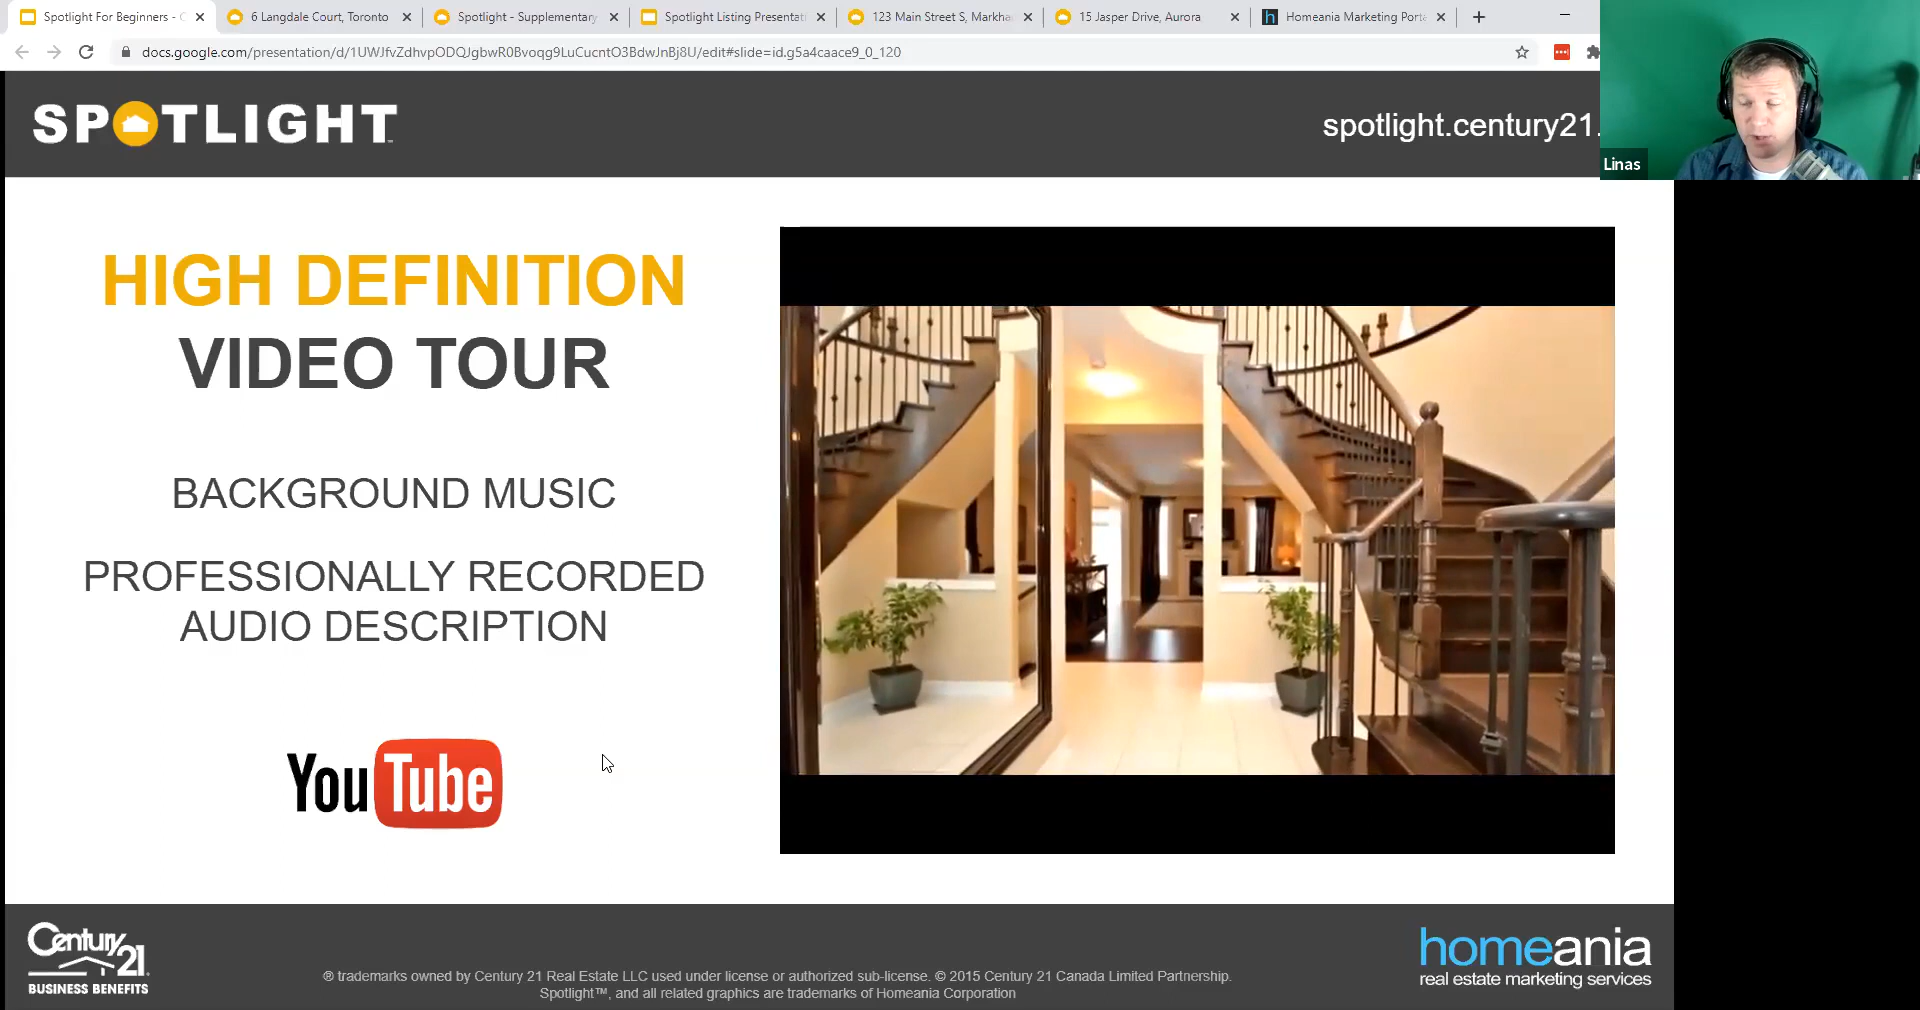 Spotlight For Beginners - C
6 Langdale Court, Toronto
Spotlight - Supplementary
Spotlight Listing Presentati
123 Main Street S, Markha
15 Jasper Drive, Aurora
Homeania Marketing Porta
docs.google.com/presentation/d/1UWJfvZdhvpODQJgbwR0Bvoqg9LuCucntO3BdwJnBj8U/edit#slide=id.g5a4caace9_0_120
SPOTLIGHT™
spotlight.century21.
Linas
HIGH DEFINITION
VIDEO TOUR
BACKGROUND MUSIC
PROFESSIONALLY RECORDED
AUDIO DESCRIPTION
YouTube
Century 21
BUSINESS BENEFITS
® trademarks owned by Century 21 Real Estate LLC used under license or authorized sub-license. © 2015 Century 21 Canada Limited Partnership.
Spotlight™, and all related graphics are trademarks of Homeania Corporation
homeania
real estate marketing services